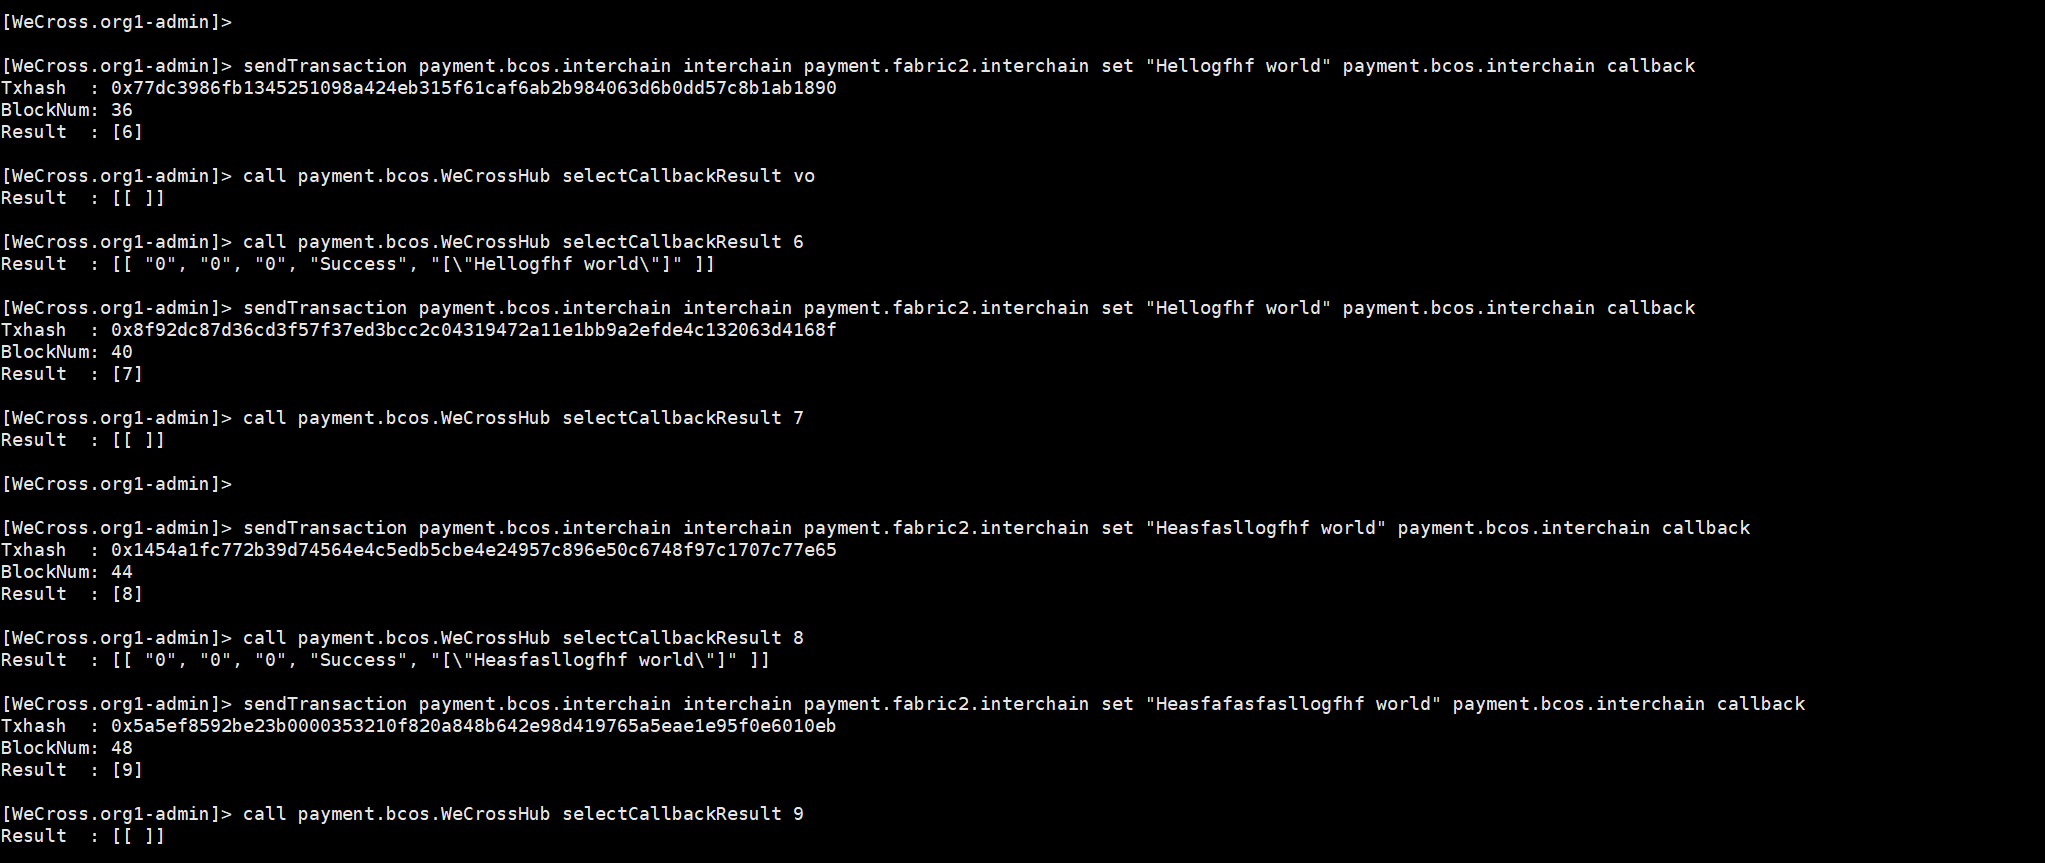 [WeCross.org1-admin]>
[WeCross.org1-admin]> sendTransaction payment.bcos.interchain interchain payment.fabric2.interchain set "Hellogfhf world" payment.bcos.interchain callback
Txhash  : 0x77dc3986fb1345251098a424eb315f61caf6ab2b984063d6b0dd57c8b1ab1890
BlockNum: 36
Result  : [6]
[WeCross.org1-admin]> call payment.bcos.WeCrossHub selectCallbackResult vo
Result  : [[ ]]
[WeCross.org1-admin]> call payment.bcos.WeCrossHub selectCallbackResult 6
Result  : [[ "0", "0", "0", "Success", "[\"Hellogfhf world\"]" ]]
[WeCross.org1-admin]> sendTransaction payment.bcos.interchain interchain payment.fabric2.interchain set "Hellogfhf world" payment.bcos.interchain callback
Txhash  : 0x8f92dc87d36cd3f57f37ed3bcc2c04319472a11e1bb9a2efde4c132063d4168f
BlockNum: 40
Result  : [7]
[WeCross.org1-admin]> call payment.bcos.WeCrossHub selectCallbackResult 7
Result  : [[ ]]
[WeCross.org1-admin]>
[WeCross.org1-admin]> sendTransaction payment.bcos.interchain interchain payment.fabric2.interchain set "Heasfasllogfhf world" payment.bcos.interchain callback
Txhash  : 0x1454a1fc772b39d74564e4c5edb5cbe4e24957c896e50c6748f97c1707c77e65
BlockNum: 44
Result  : [8]
[WeCross.org1-admin]> call payment.bcos.WeCrossHub selectCallbackResult 8
Result  : [[ "0", "0", "0", "Success", "[\"Heasfasllogfhf world\"]" ]]
[WeCross.org1-admin]> sendTransaction payment.bcos.interchain interchain payment.fabric2.interchain set "Heasfafasfasllogfhf world" payment.bcos.interchain callback
Txhash  : 0x5a5ef8592be23b0000353210f820a848b642e98d419765a5eae1e95f0e6010eb
BlockNum: 48
Result  : [9]
[WeCross.org1-admin]> call payment.bcos.WeCrossHub selectCallbackResult 9
Result  : [[ ]]